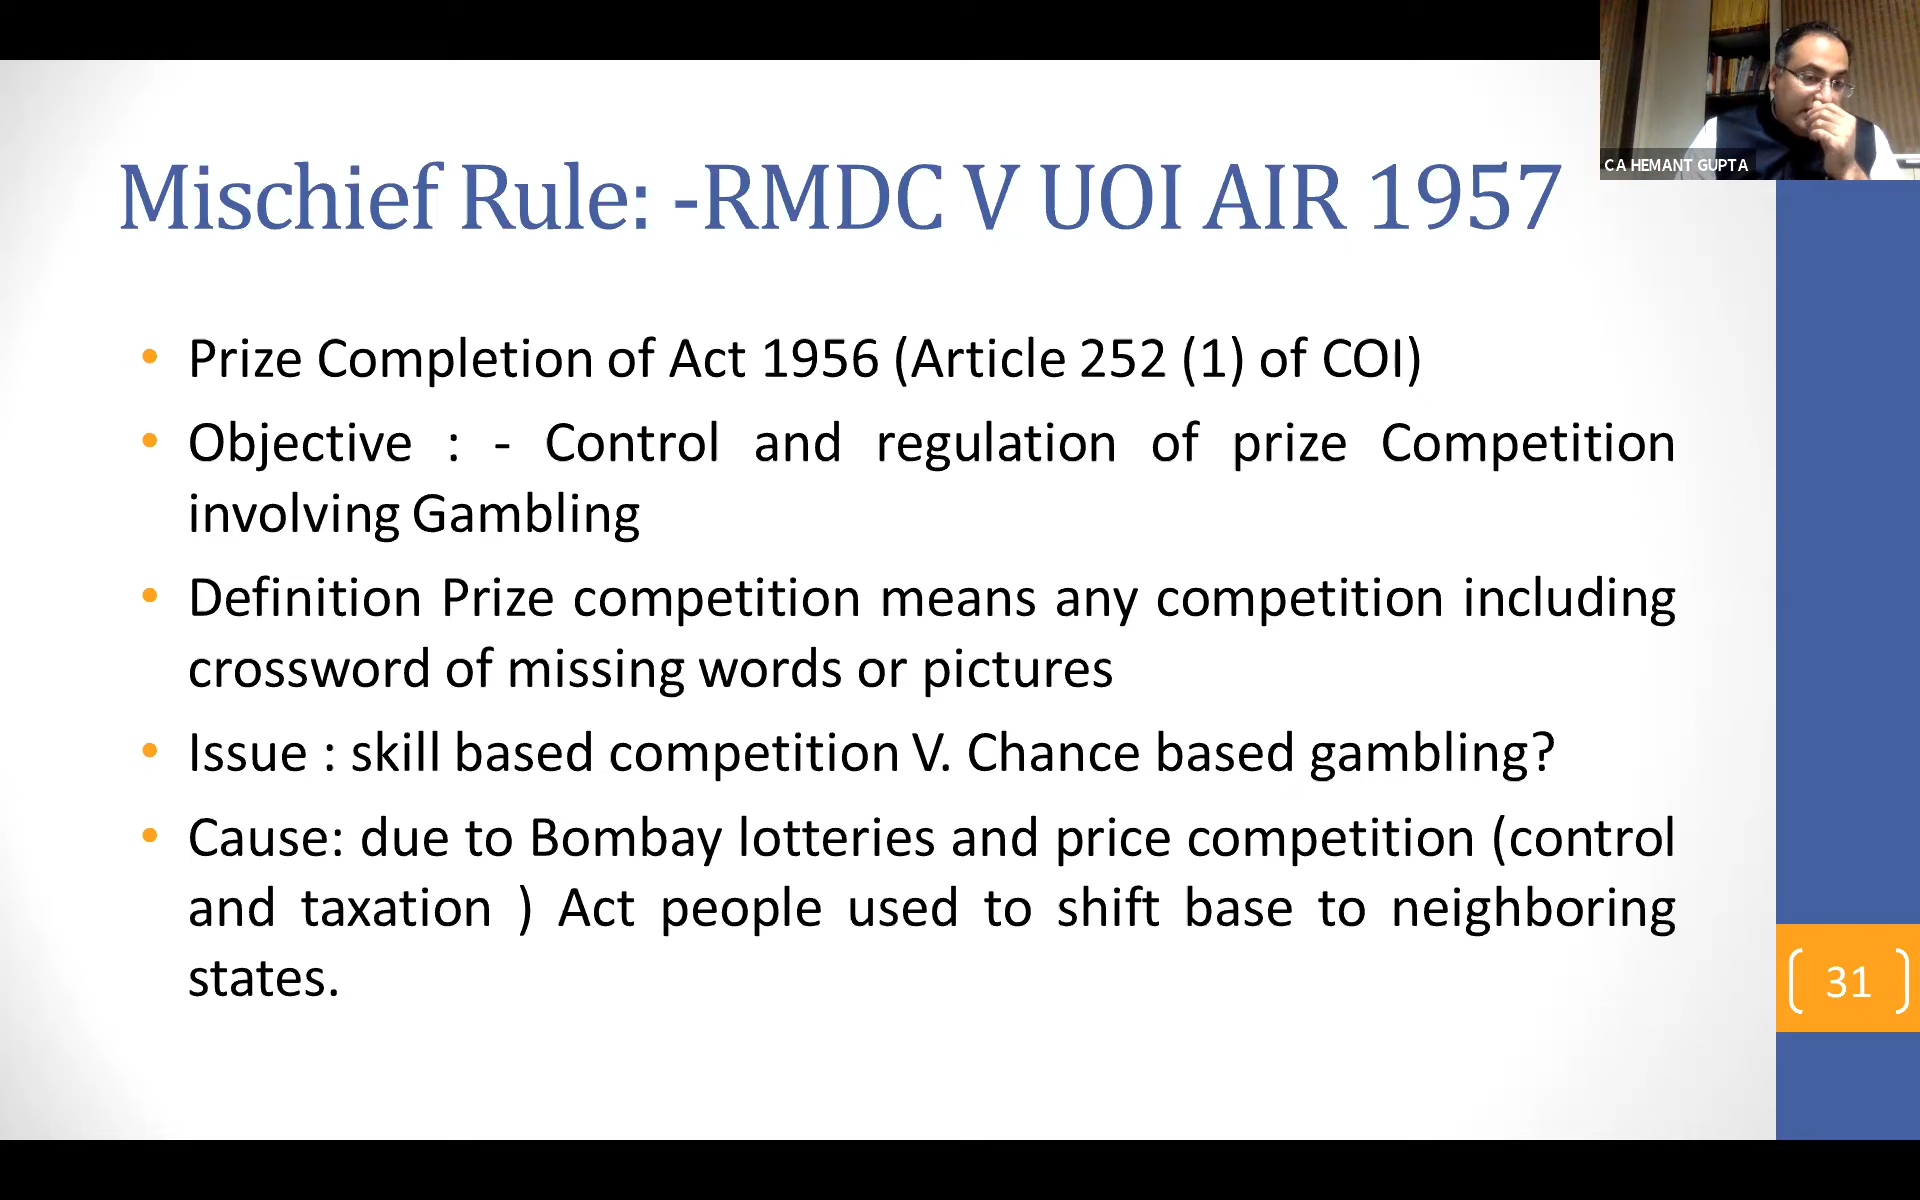 CA HEMANT GUPTA
Mischief Rule: -RMDC V UOI AIR 1957
• Prize Completion of Act 1956 (Article 252 (1) of COI)
• Objective : - Control and regulation of prize Competition
involving Gambling
• Definition Prize competition means any competition including
crossword of missing words or pictures
• Issue : skill based competition V. Chance based gambling?
• Cause: due to Bombay lotteries and price competition (control
and taxation ) Act people used to shift base to neighboring
states.
31